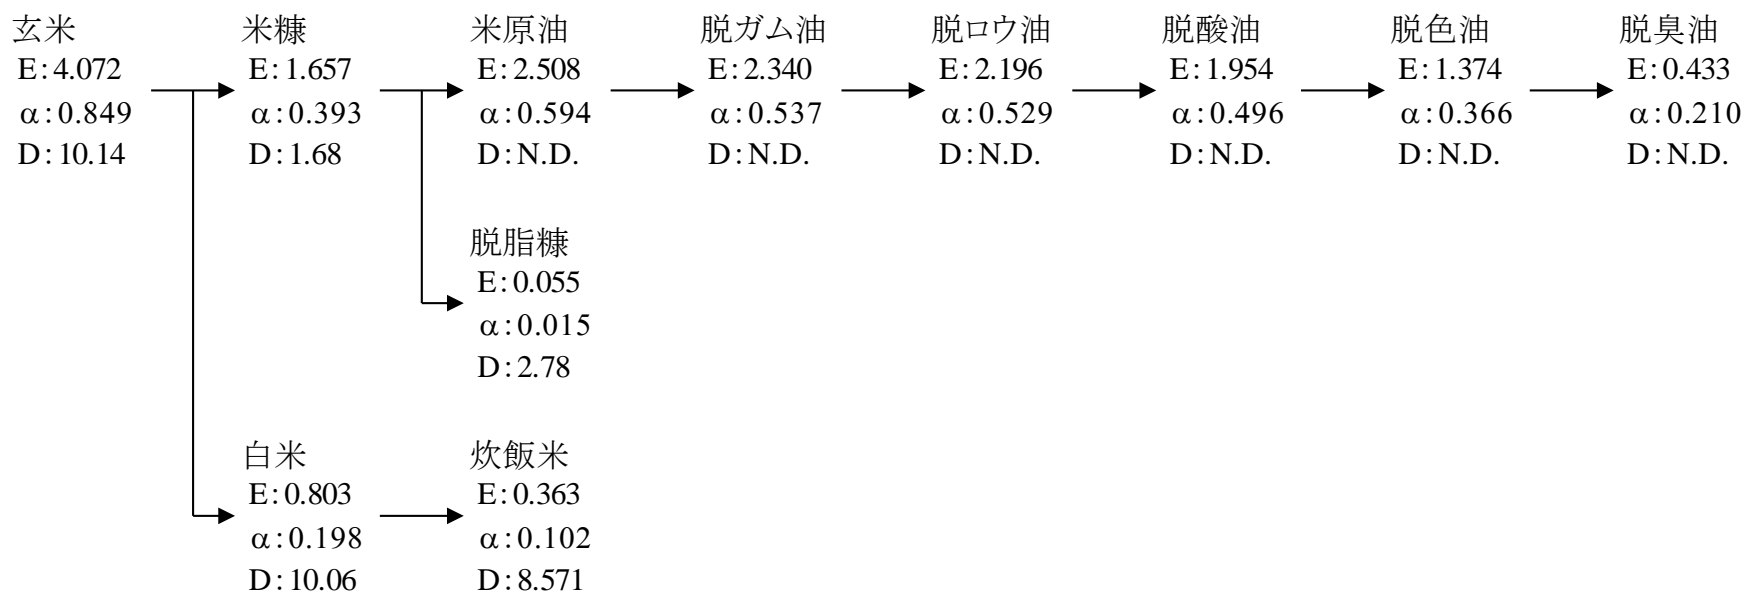 玄米
E:4.072
α:0.849
D:10.14
米糠
E:1.657
α:0.393
D:1.68
米原油
E:2.508
α:0.594
D:N.D.
脱ガム油
E:2.340
α:0.537
D:N.D.
脱ロウ油
E:2.196
α:0.529
D:N.D.
脱酸油
E:1.954
α:0.496
D:N.D.
脱色油
E:1.374
α:0.366
D:N.D.
脱臭油
E:0.433
α:0.210
D:N.D.
脱脂糠
E:0.055
α:0.015
D:2.78
白米
E:0.803
α:0.198
D:10.06
炊飯米
E:0.363
α:0.102
D:8.571